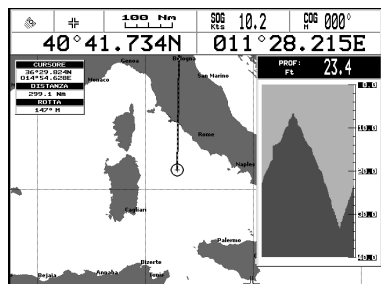 100 Nm
SOG Kts 10.2
COG M 000°
40°41.734N 011°28.215E
CURSORE
36°29.824N
014°54.628E
DISTANZA
299.1 Nm
ROTTA
147° M
PROF: Ft 23.4
Genoa
Bologna
Monaco
San Marino
Rome
Naples
Cagliari
Palermo
Bizerte
Bejaia
Annaba
Tunis
0.0
10.0
20.0
30.0
40.0